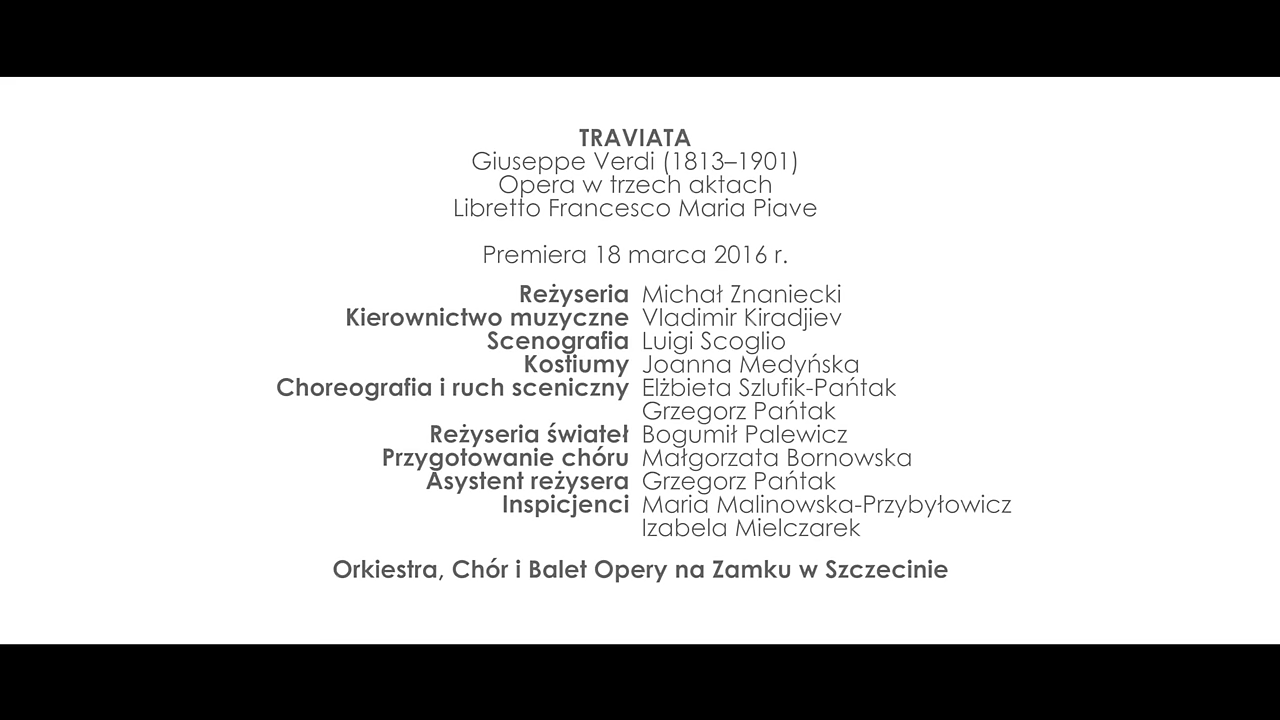 TRAVIATA
Giuseppe Verdi (1813–1901)
Opera w trzech aktach
Libretto Francesco Maria Piave
Premiera 18 marca 2016 r.
Reżyseria Michał Znaniecki
Kierownictwo muzyczne Vladimir Kiradjiev
Scenografia Luigi Scoglio
Kostiumy Joanna Medyńska
Choreografia i ruch sceniczny Elżbieta Szlufik-Pańtak
Grzegorz Pańtak
Reżyseria świateł Bogumił Palewicz
Przygotowanie chóru Małgorzata Bornowska
Asystent reżysera Grzegorz Pańtak
Inspicjenci Maria Malinowska-Przybyłowicz
Izabela Mielczarek
Orkiestra, Chór i Balet Opery na Zamku w Szczecinie